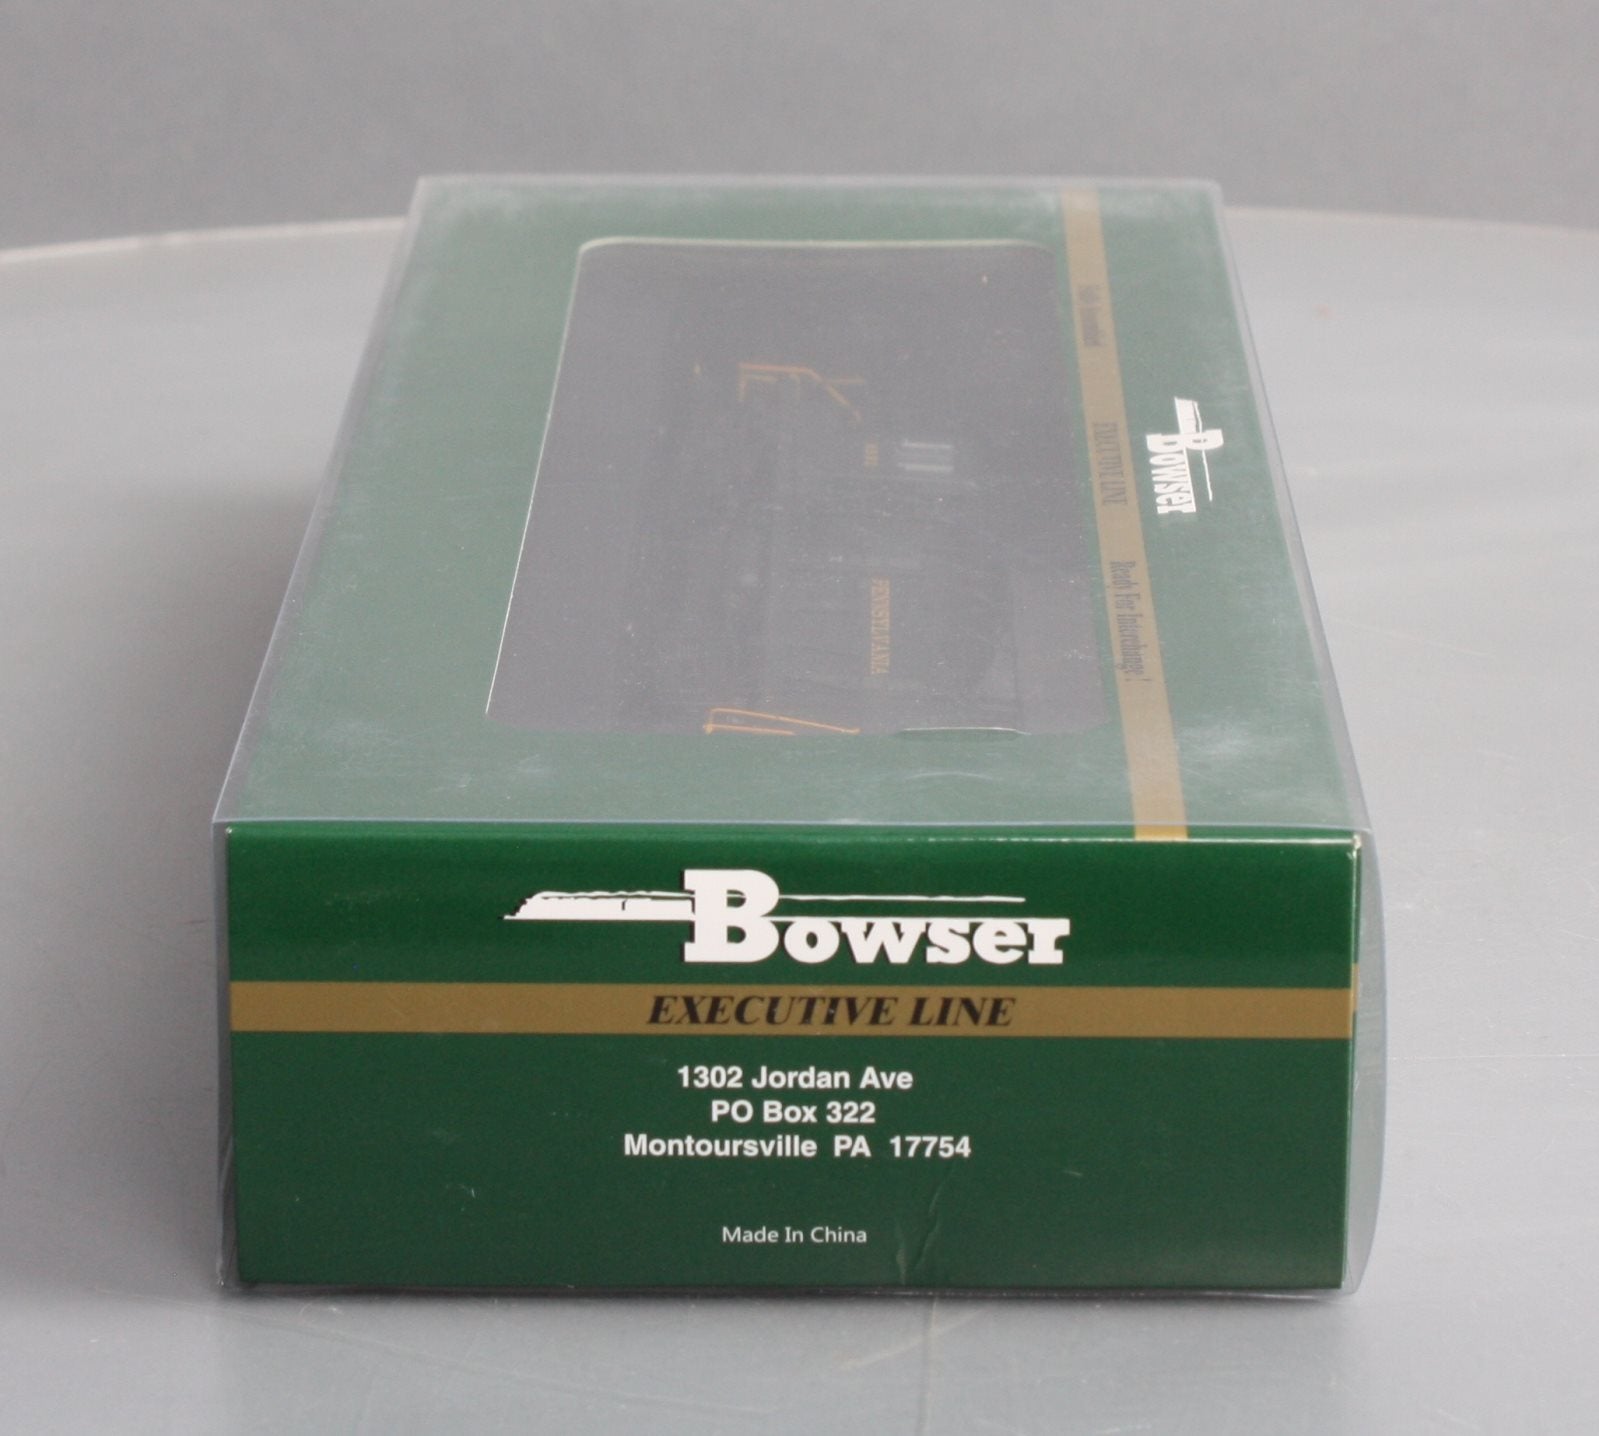 Bowser
EXECUTIVE LINE
Ready For Interchange!
PENNSYLVANIA
Bowser
EXECUTIVE LINE
1302 Jordan Ave
PO Box 322
Montoursville PA 17754
Made In China